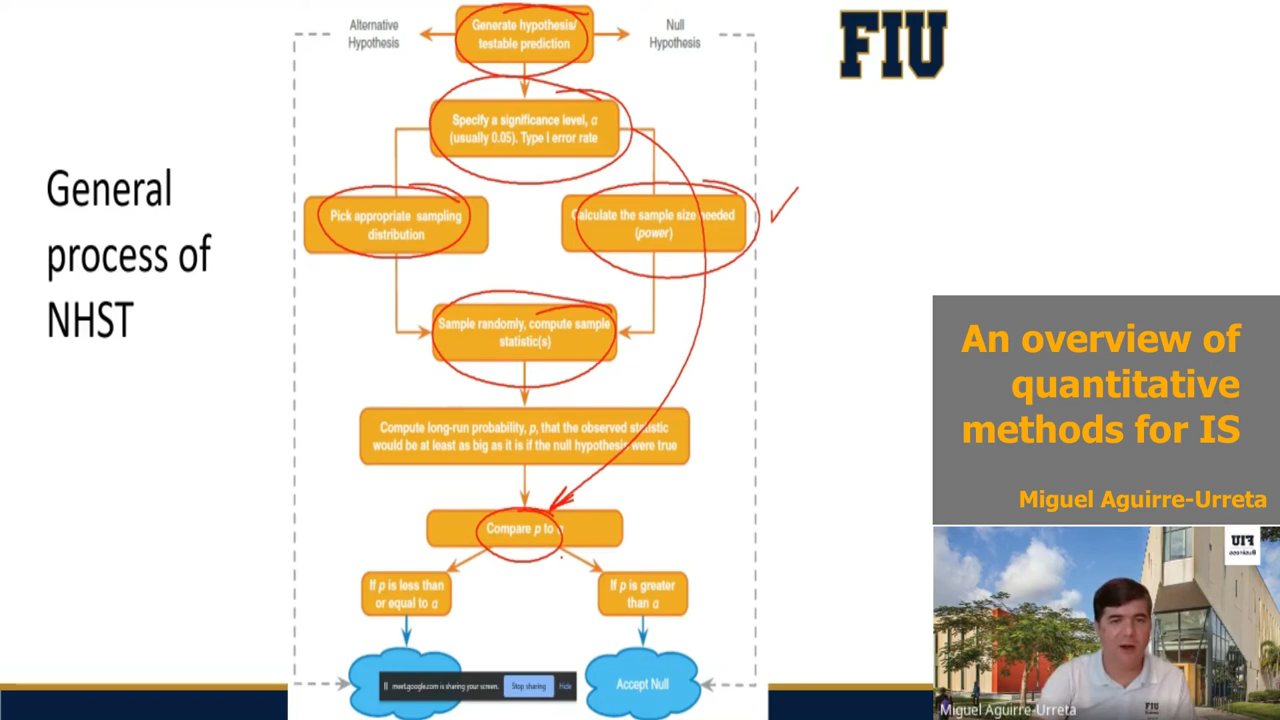 Alternative
Hypothesis
Generate hypothesis/
testable prediction
Null
Hypothesis
FIU
Specify a significance level, α
(usually 0.05). Type I error rate
General
process of
NHST
Pick appropriate sampling
distribution
Calculate the sample size needed
(power)
Sample randomly, compute sample
statistic(s)
Compute long-run probability, p, that the observed statistic
would be at least as big as it is if the null hypothesis were true
Compare p to α
If p is less than
or equal to α
If p is greater
than α
meet.google.com is sharing your screen.
Stop sharing
Hide
Accept Null
An overview of
quantitative
methods for IS
Miguel Aguirre-Urreta
FIU
Business
FIU
Miguel Aguirre-Urreta